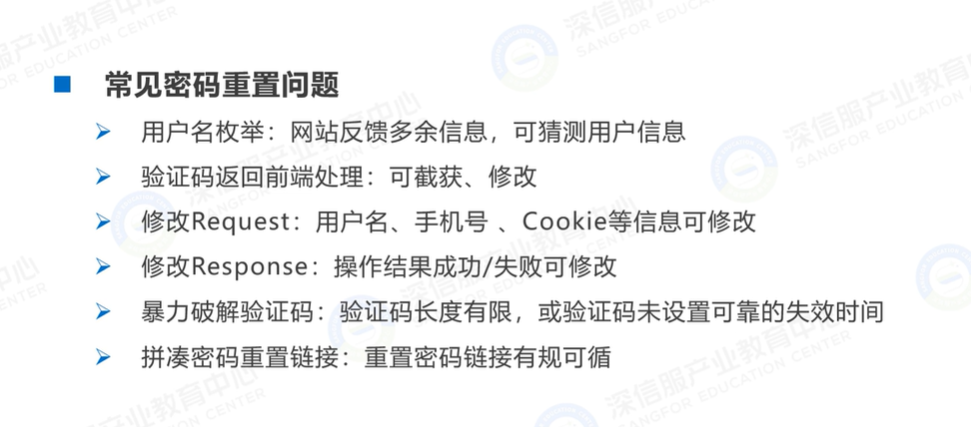 常见密码重置问题
用户名枚举：网站反馈多余信息，可猜测用户信息
验证码返回前端处理：可截获、修改
修改Request：用户名、手机号 、Cookie等信息可修改
修改Response：操作结果成功/失败可修改
暴力破解验证码：验证码长度有限，或验证码未设置可靠的失效时间
拼凑密码重置链接：重置密码链接有规可循
深信服产业教育中心
SANGFOR EDUCATION CENTER